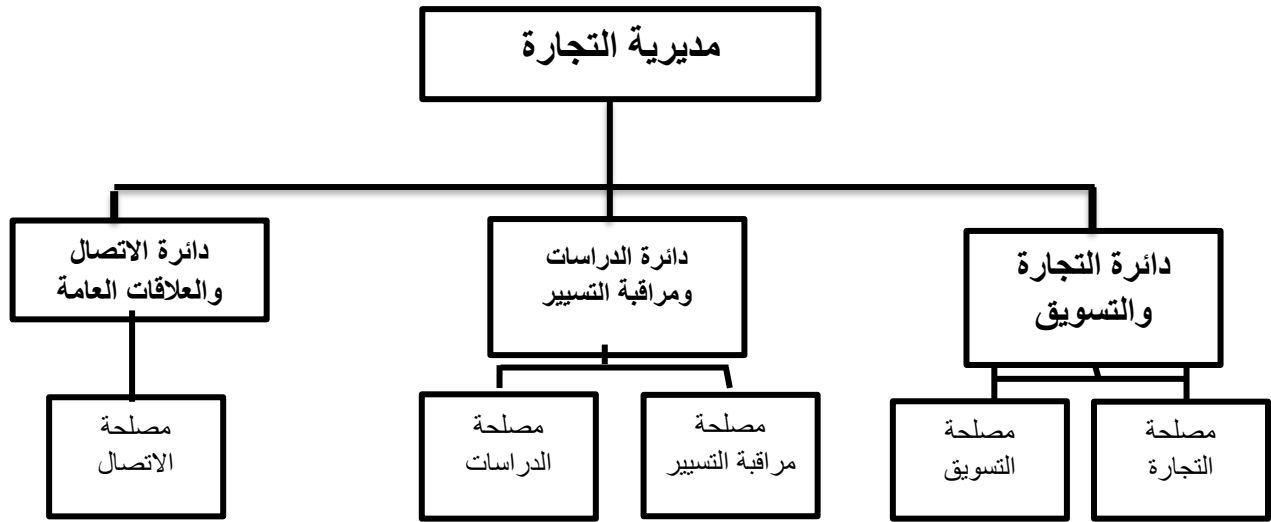 مديرية التجارة
دائرة التجارة
والتسويق
دائرة الدراسات
ومراقبة التسيير
دائرة الاتصال
والعلاقات العامة
مصلحة
التجارة
مصلحة
التسويق
مصلحة
مراقبة التسيير
مصلحة
الدراسات
مصلحة
الاتصال